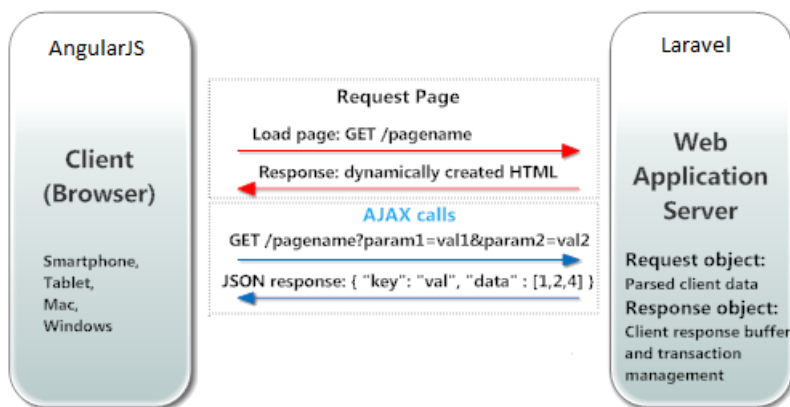 AngularJS
Client
(Browser)
Smartphone,
Tablet,
Mac,
Windows
Request Page
Load page: GET /pagename
Response: dynamically created HTML
AJAX calls
GET /pagename?param1=val1&param2=val2
JSON response: { "key": "val", "data" : [1,2,4] }
Laravel
Web
Application
Server
Request object:
Parsed client data
Response object:
Client response buffer
and transaction
management